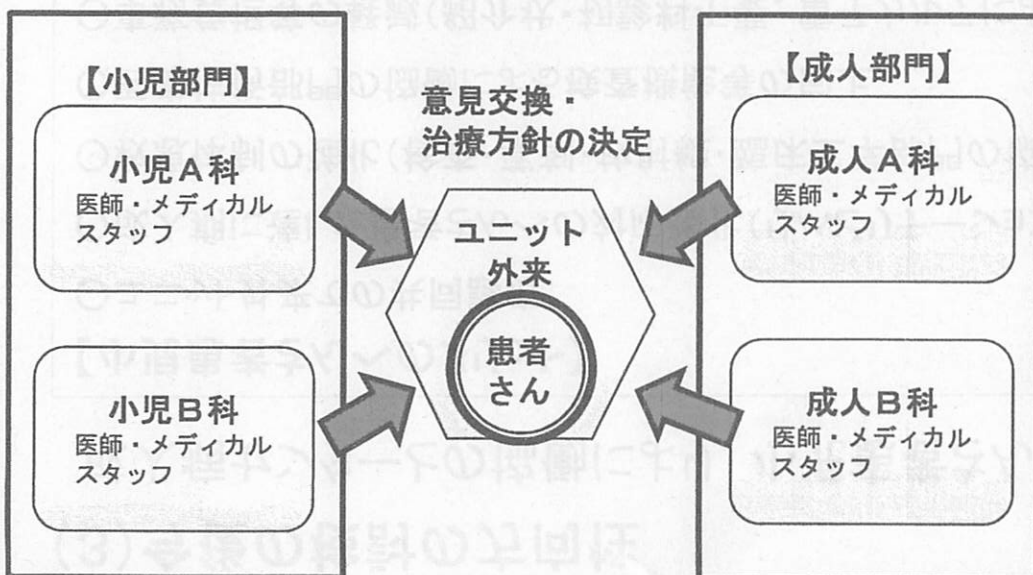 【小児部門】
小児A科
医師・メディカル
スタッフ
小児B科
医師・メディカル
スタッフ
意見交換・
治療方針の決定
ユニット
外来
患者
さん
【成人部門】
成人A科
医師・メディカル
スタッフ
成人B科
医師・メディカル
スタッフ